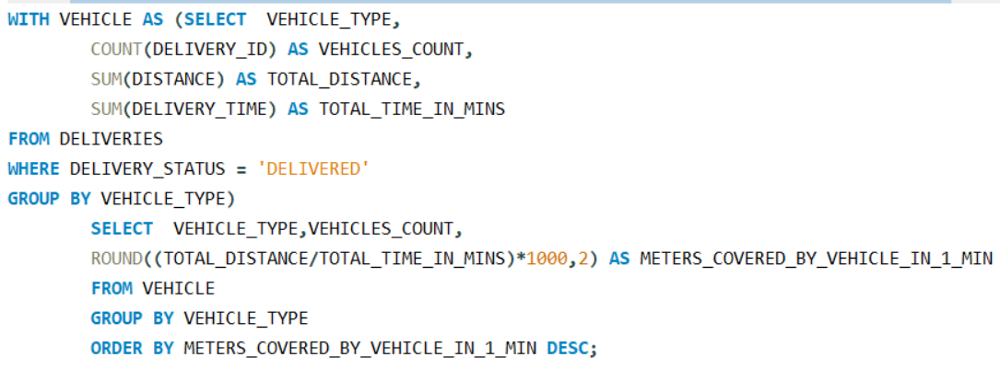 WITH VEHICLE AS (SELECT  VEHICLE_TYPE,
        COUNT(DELIVERY_ID) AS VEHICLES_COUNT,
        SUM(DISTANCE) AS TOTAL_DISTANCE,
        SUM(DELIVERY_TIME) AS TOTAL_TIME_IN_MINS
FROM DELIVERIES
WHERE DELIVERY_STATUS = 'DELIVERED'
GROUP BY VEHICLE_TYPE)
        SELECT  VEHICLE_TYPE,VEHICLES_COUNT,
        ROUND((TOTAL_DISTANCE/TOTAL_TIME_IN_MINS)*1000,2) AS METERS_COVERED_BY_VEHICLE_IN_1_MIN
        FROM VEHICLE
        GROUP BY VEHICLE_TYPE
        ORDER BY METERS_COVERED_BY_VEHICLE_IN_1_MIN DESC;